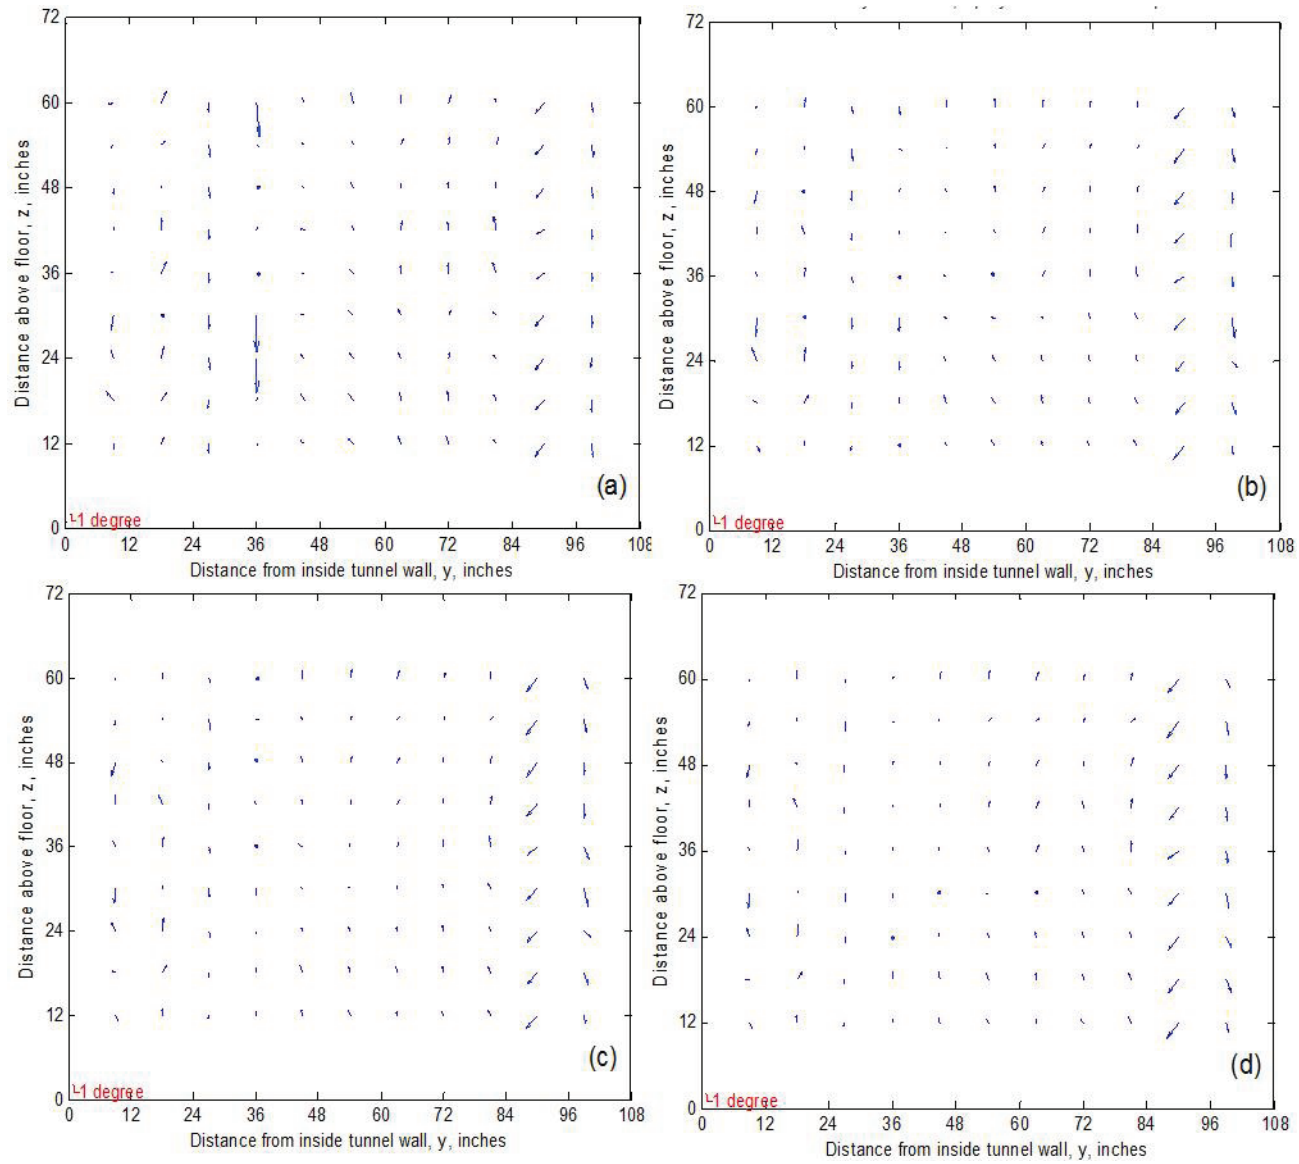 72
60
48
36
24
12
0
Distance above floor, z, inches
(a)
1 degree
0 12 24 36 48 60 72 84 96 108
Distance from inside tunnel wall, y, inches
72
60
48
36
24
12
0
Distance above floor, z, inches
(b)
1 degree
0 12 24 36 48 60 72 84 96 108
Distance from inside tunnel wall, y, inches
72
60
48
36
24
12
0
Distance above floor, z, inches
(c)
1 degree
0 12 24 36 48 60 72 84 96 108
Distance from inside tunnel wall, y, inches
72
60
48
36
24
12
0
Distance above floor, z, inches
(d)
1 degree
0 12 24 36 48 60 72 84 96 108
Distance from inside tunnel wall, y, inches